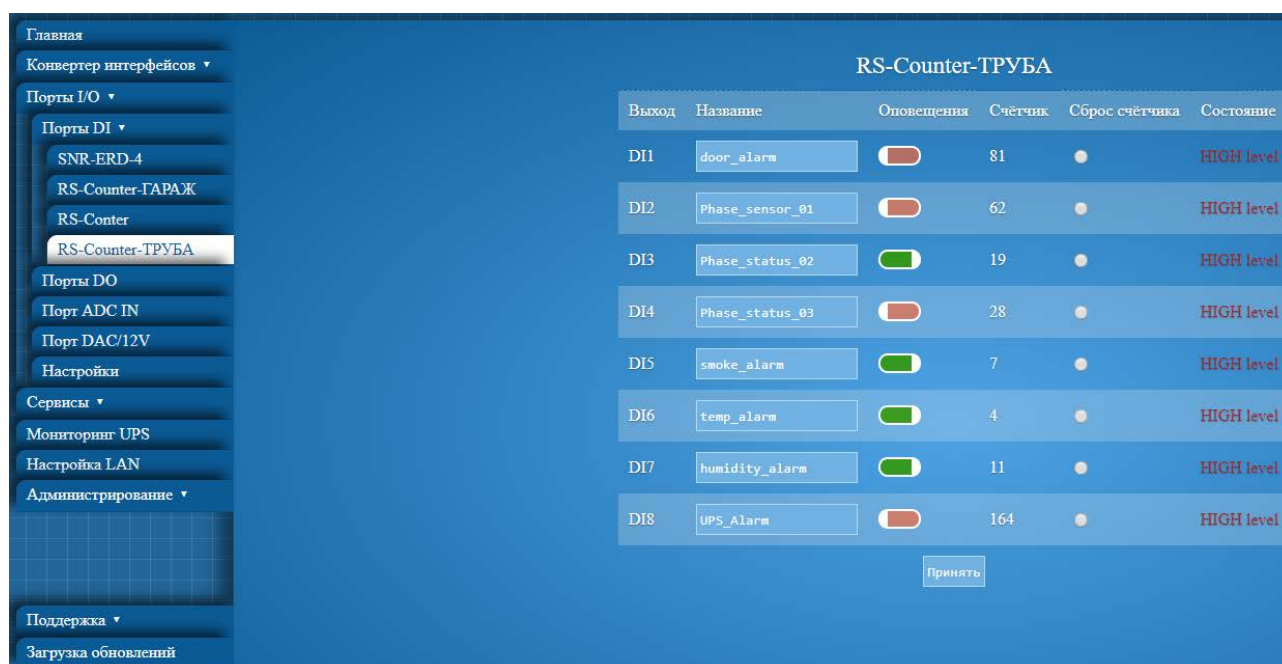 Главная
Конвертер интерфейсов ▼
Порты I/O ▼
Порты DI ▼
SNR-ERD-4
RS-Counter-ГАРАЖ
RS-Conter
RS-Counter-ТРУБА
Порты DO
Порт ADC IN
Порт DAC/12V
Настройки
Сервисы ▼
Мониторинг UPS
Настройка LAN
Администрирование ▼
Поддержка ▼
Загрузка обновлений
RS-Counter-ТРУБА
Выход Название Оповещения Счётчик Сброс счётчика Состояние
DI1 door_alarm 81 HIGH level
DI2 Phase_sensor_01 62 HIGH level
DI3 Phase_status_02 19 HIGH level
DI4 Phase_status_03 28 HIGH level
DI5 smoke_alarm 7 HIGH level
DI6 temp_alarm 4 HIGH level
DI7 humidity_alarm 11 HIGH level
DI8 UPS_Alarm 164 HIGH level
Принять